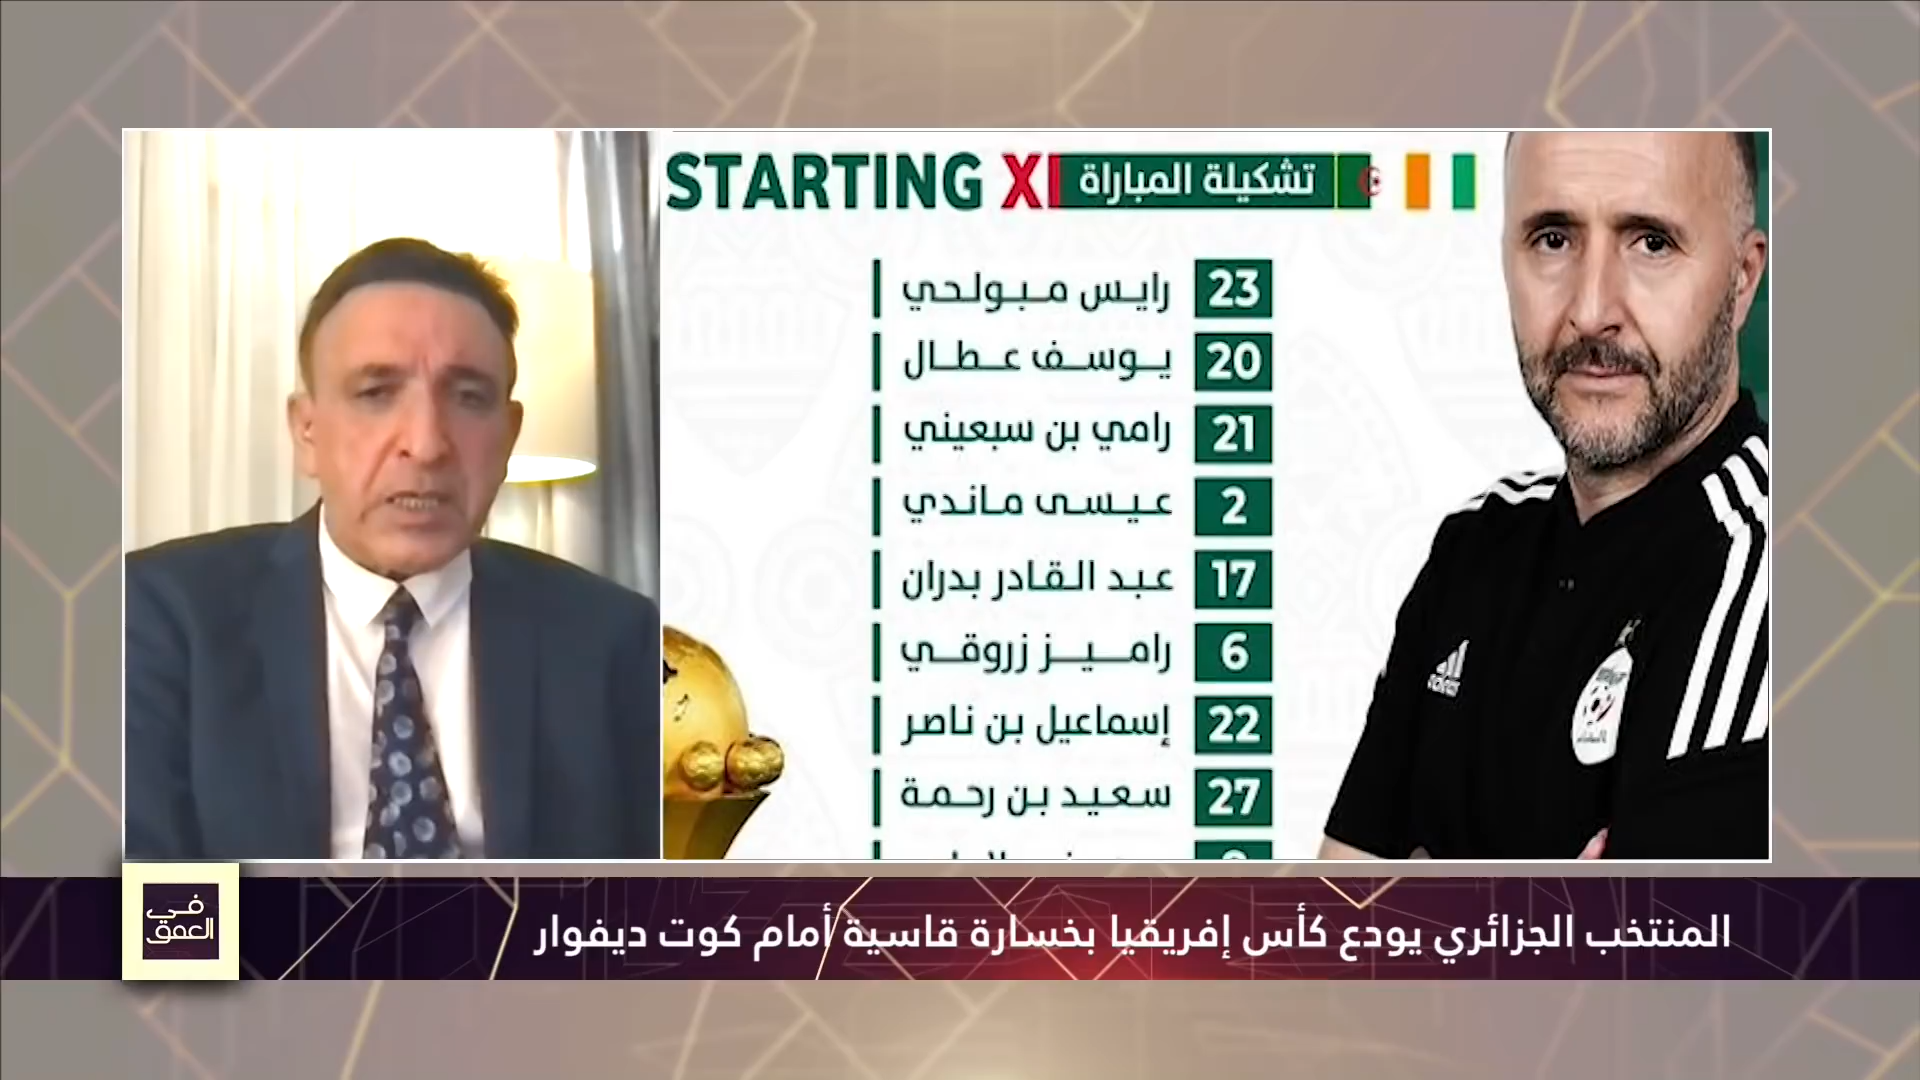 STARTING XI تشكيلة المباراة
23 رايس مبولحي
20 يوسف عطال
21 رامي بن سبعيني
2 عيسى ماندي
17 عبد القادر بدران
6 راميز زروقي
22 إسماعيل بن ناصر
27 سعيد بن رحمة
adidas
في
العمق
المنتخب الجزائري يودع كأس إفريقيا بخسارة قاسية أمام كوت ديفوار